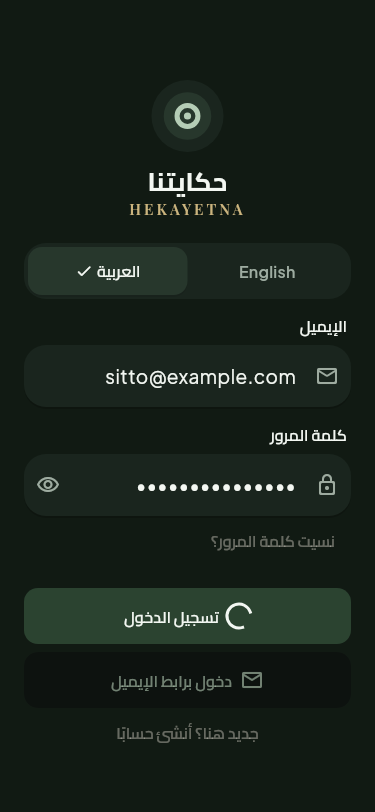 حكايتنا
HEKAYETNA
العربية English
الإيميل
sitto@example.com
كلمة المرور
•••••••••••••••
نسيت كلمة المرور؟
تسجيل الدخول
دخول برابط الإيميل
جديد هنا؟ أنشئ حسابًا